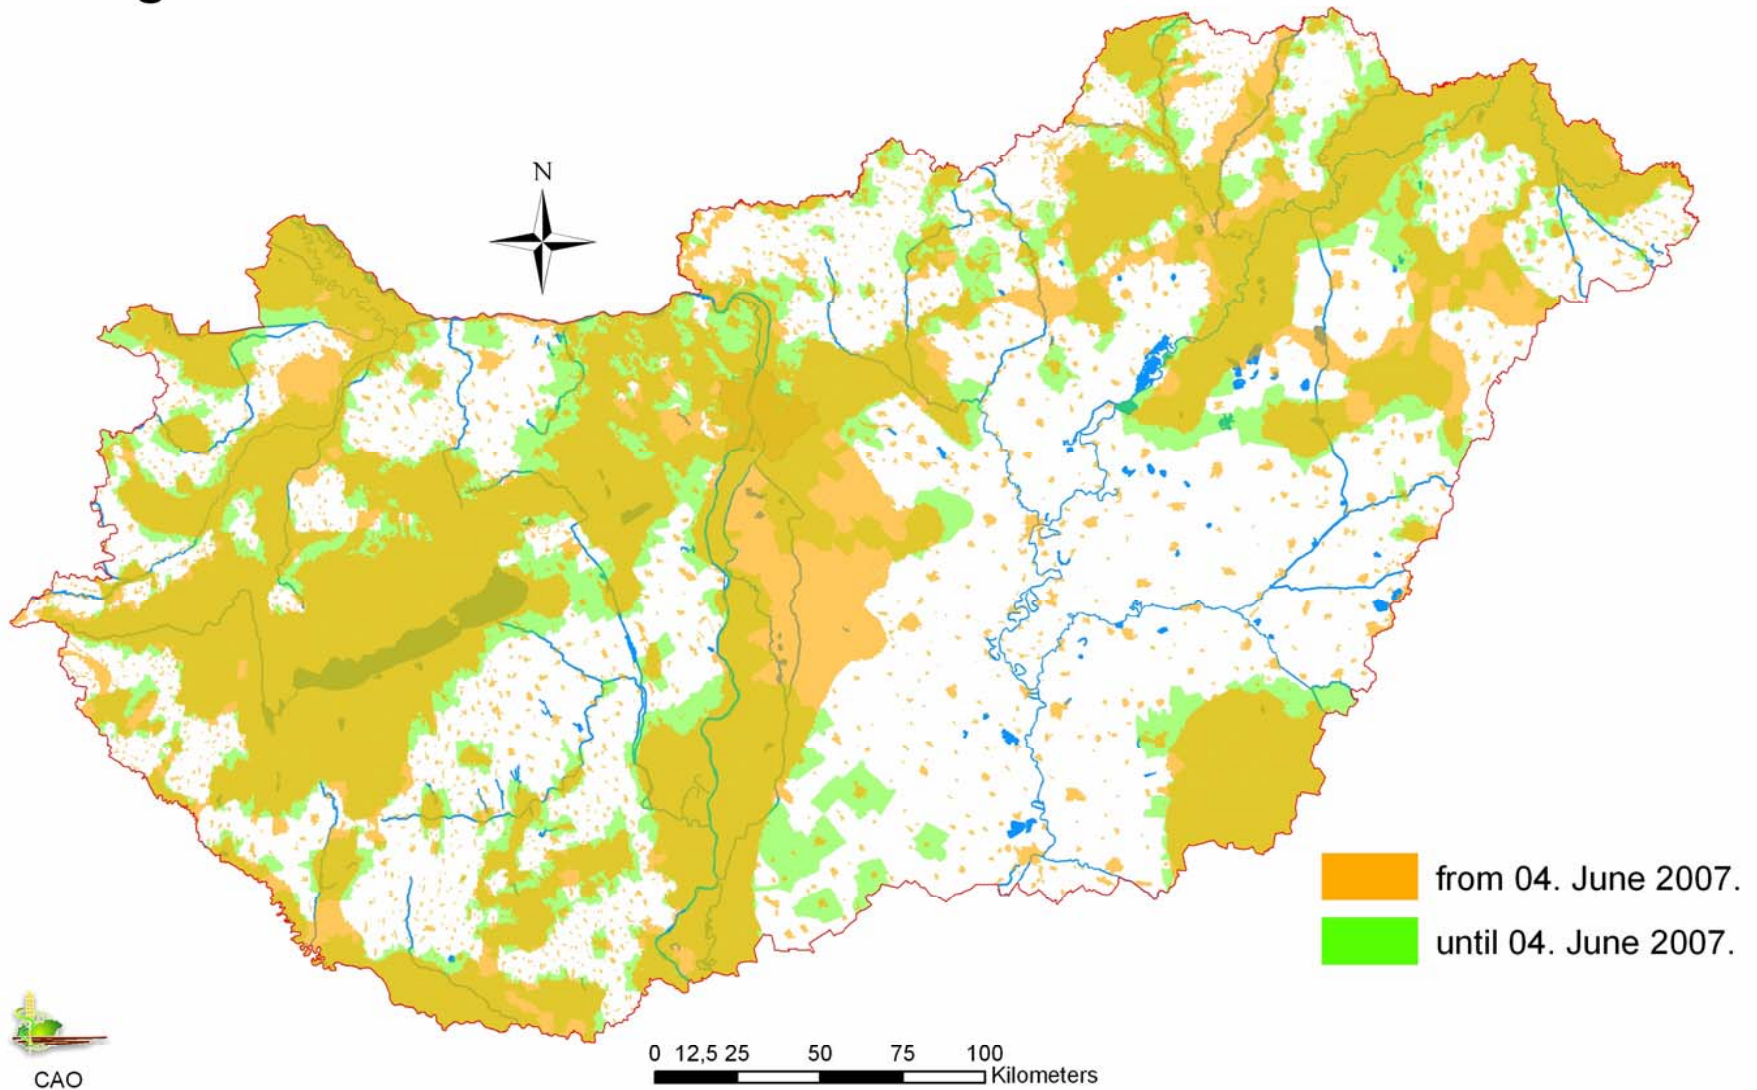 N
from 04. June 2007.
until 04. June 2007.
0 12,5 25 50 75 100
Kilometers
CAO